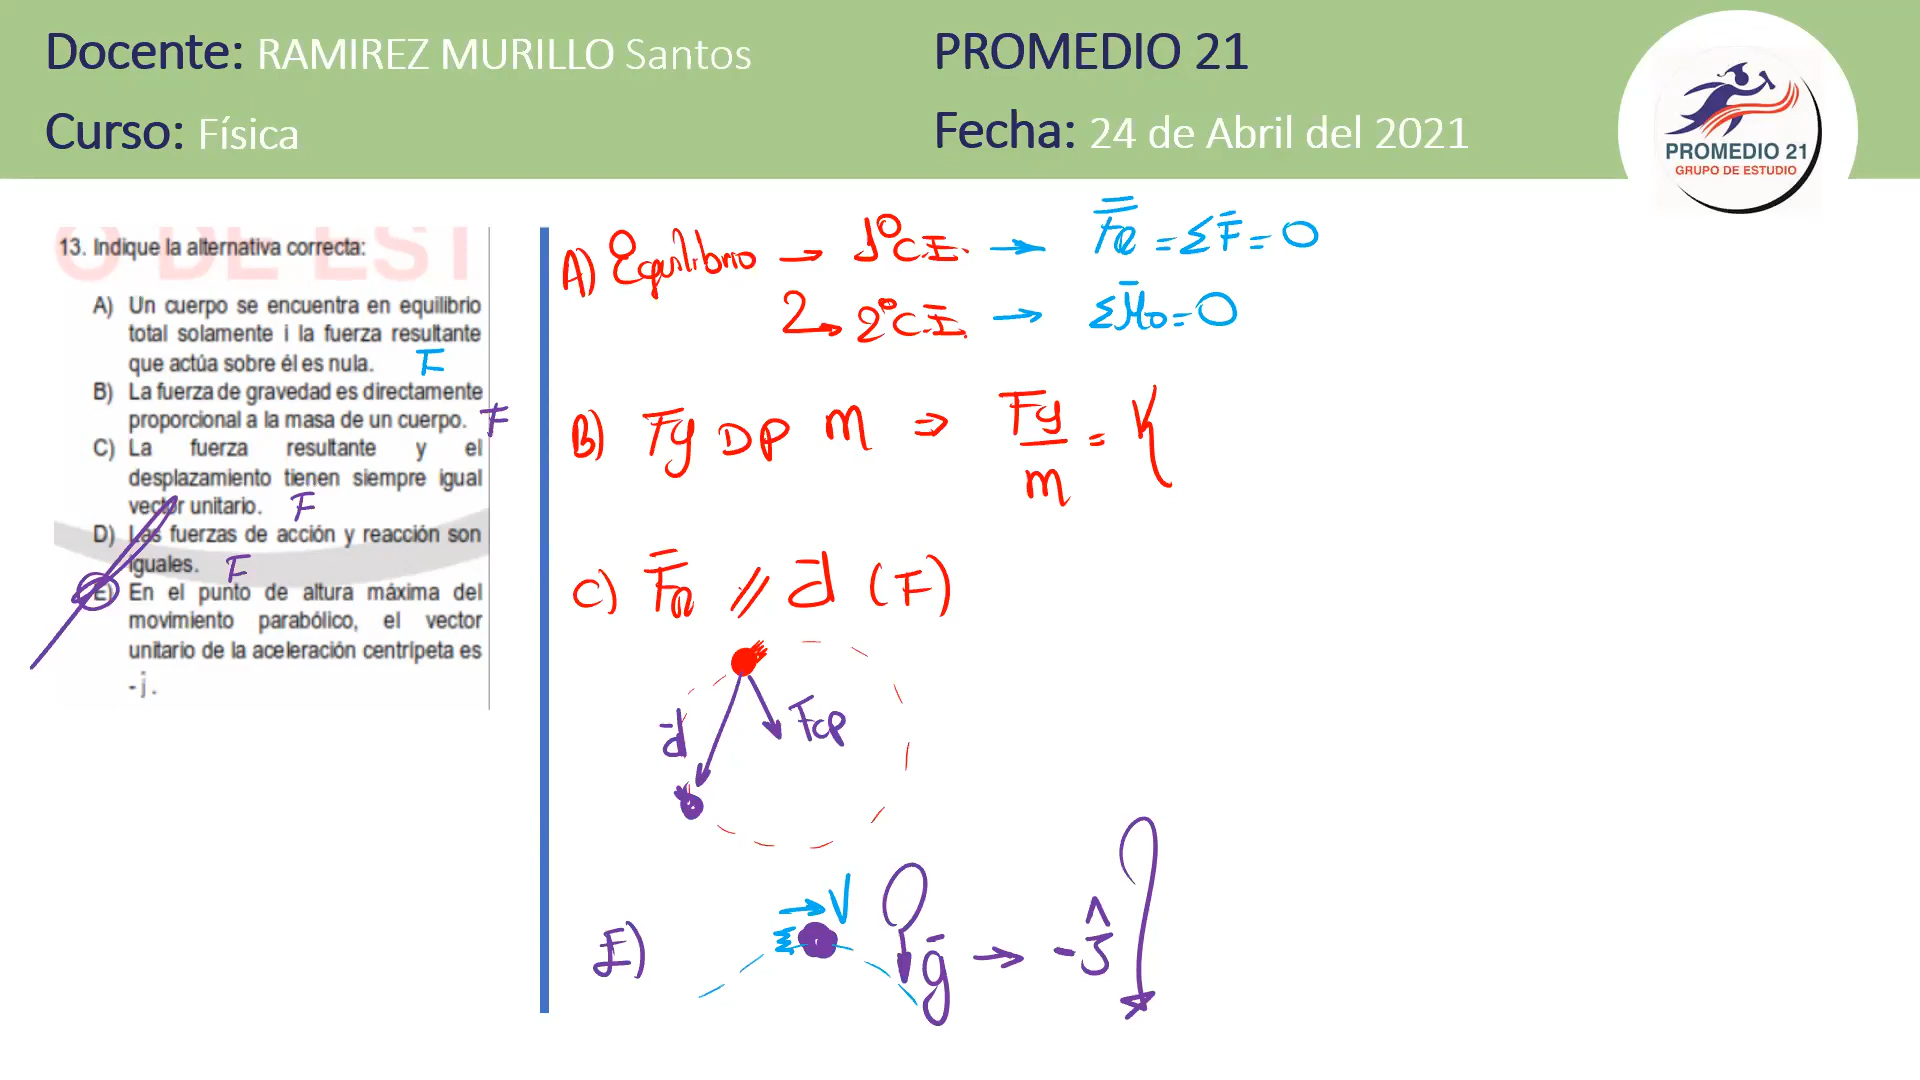 Docente: RAMIREZ MURILLO Santos
PROMEDIO 21
Curso: Física
Fecha: 24 de Abril del 2021
PROMEDIO 21
GRUPO DE ESTUDIO
O DE EST
13. Indique la alternativa correcta:
A) Un cuerpo se encuentra en equilibrio
total solamente i la fuerza resultante
que actúa sobre él es nula. F
B) La fuerza de gravedad es directamente
proporcional a la masa de un cuerpo. F
C) La fuerza resultante y el
desplazamiento tienen siempre igual
vector unitario. F
D) Las fuerzas de acción y reacción son
iguales. F
E) En el punto de altura máxima del
movimiento parabólico, el vector
unitario de la aceleración centrípeta es
- j .
A) Equilibrio → 1° C.E. → F̄R = ΣF̄ = 0
2° C.E. → ΣM̄o = 0
B) Fg DP m ⇒ Fg/m = K
C) F̄R // d̄ (F)
d̄ Fcp
V
E) ḡ → -ĵ